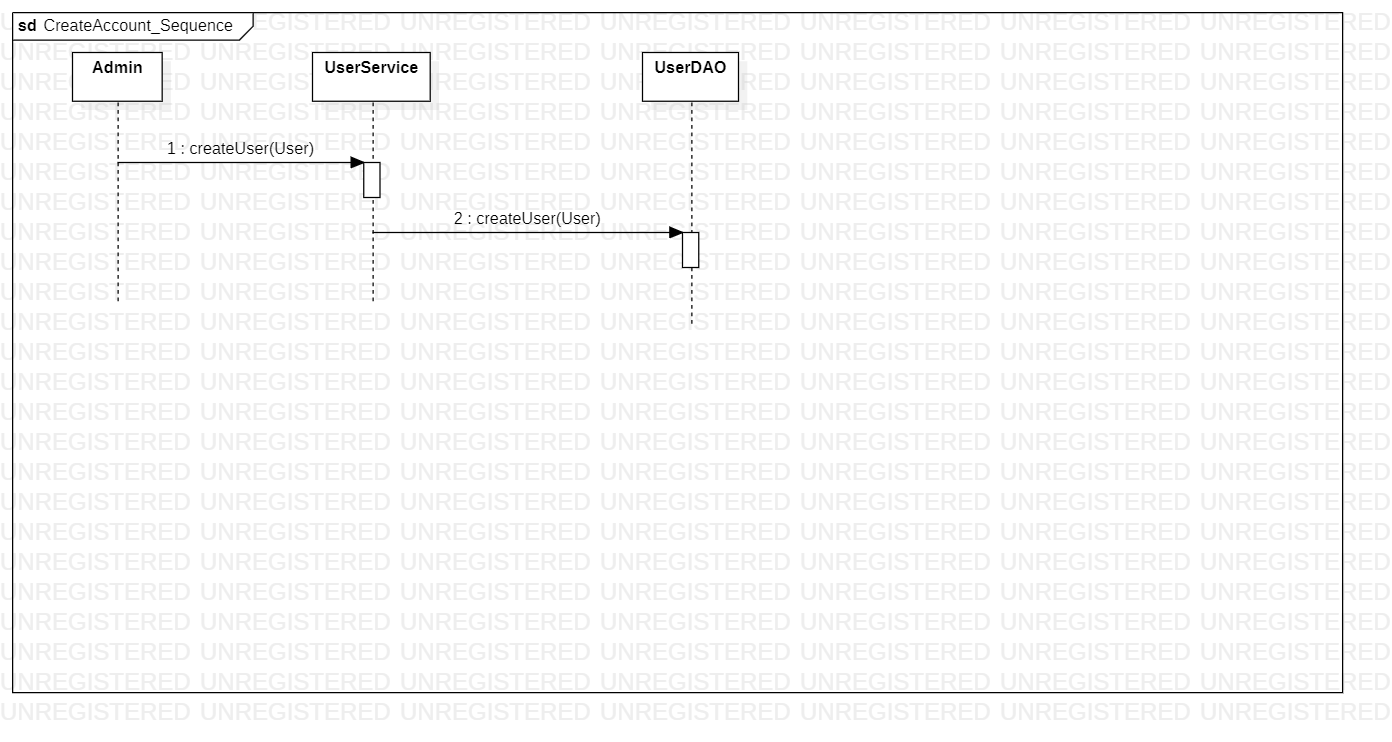 sd CreateAccount_Sequence
Admin
UserService
UserDAO
1 : createUser(User)
2 : createUser(User)
UNREGISTERED UNREGISTERED UNREGISTERED UNREGISTERED UNREGISTERED UNREGISTERED UNREGISTERED